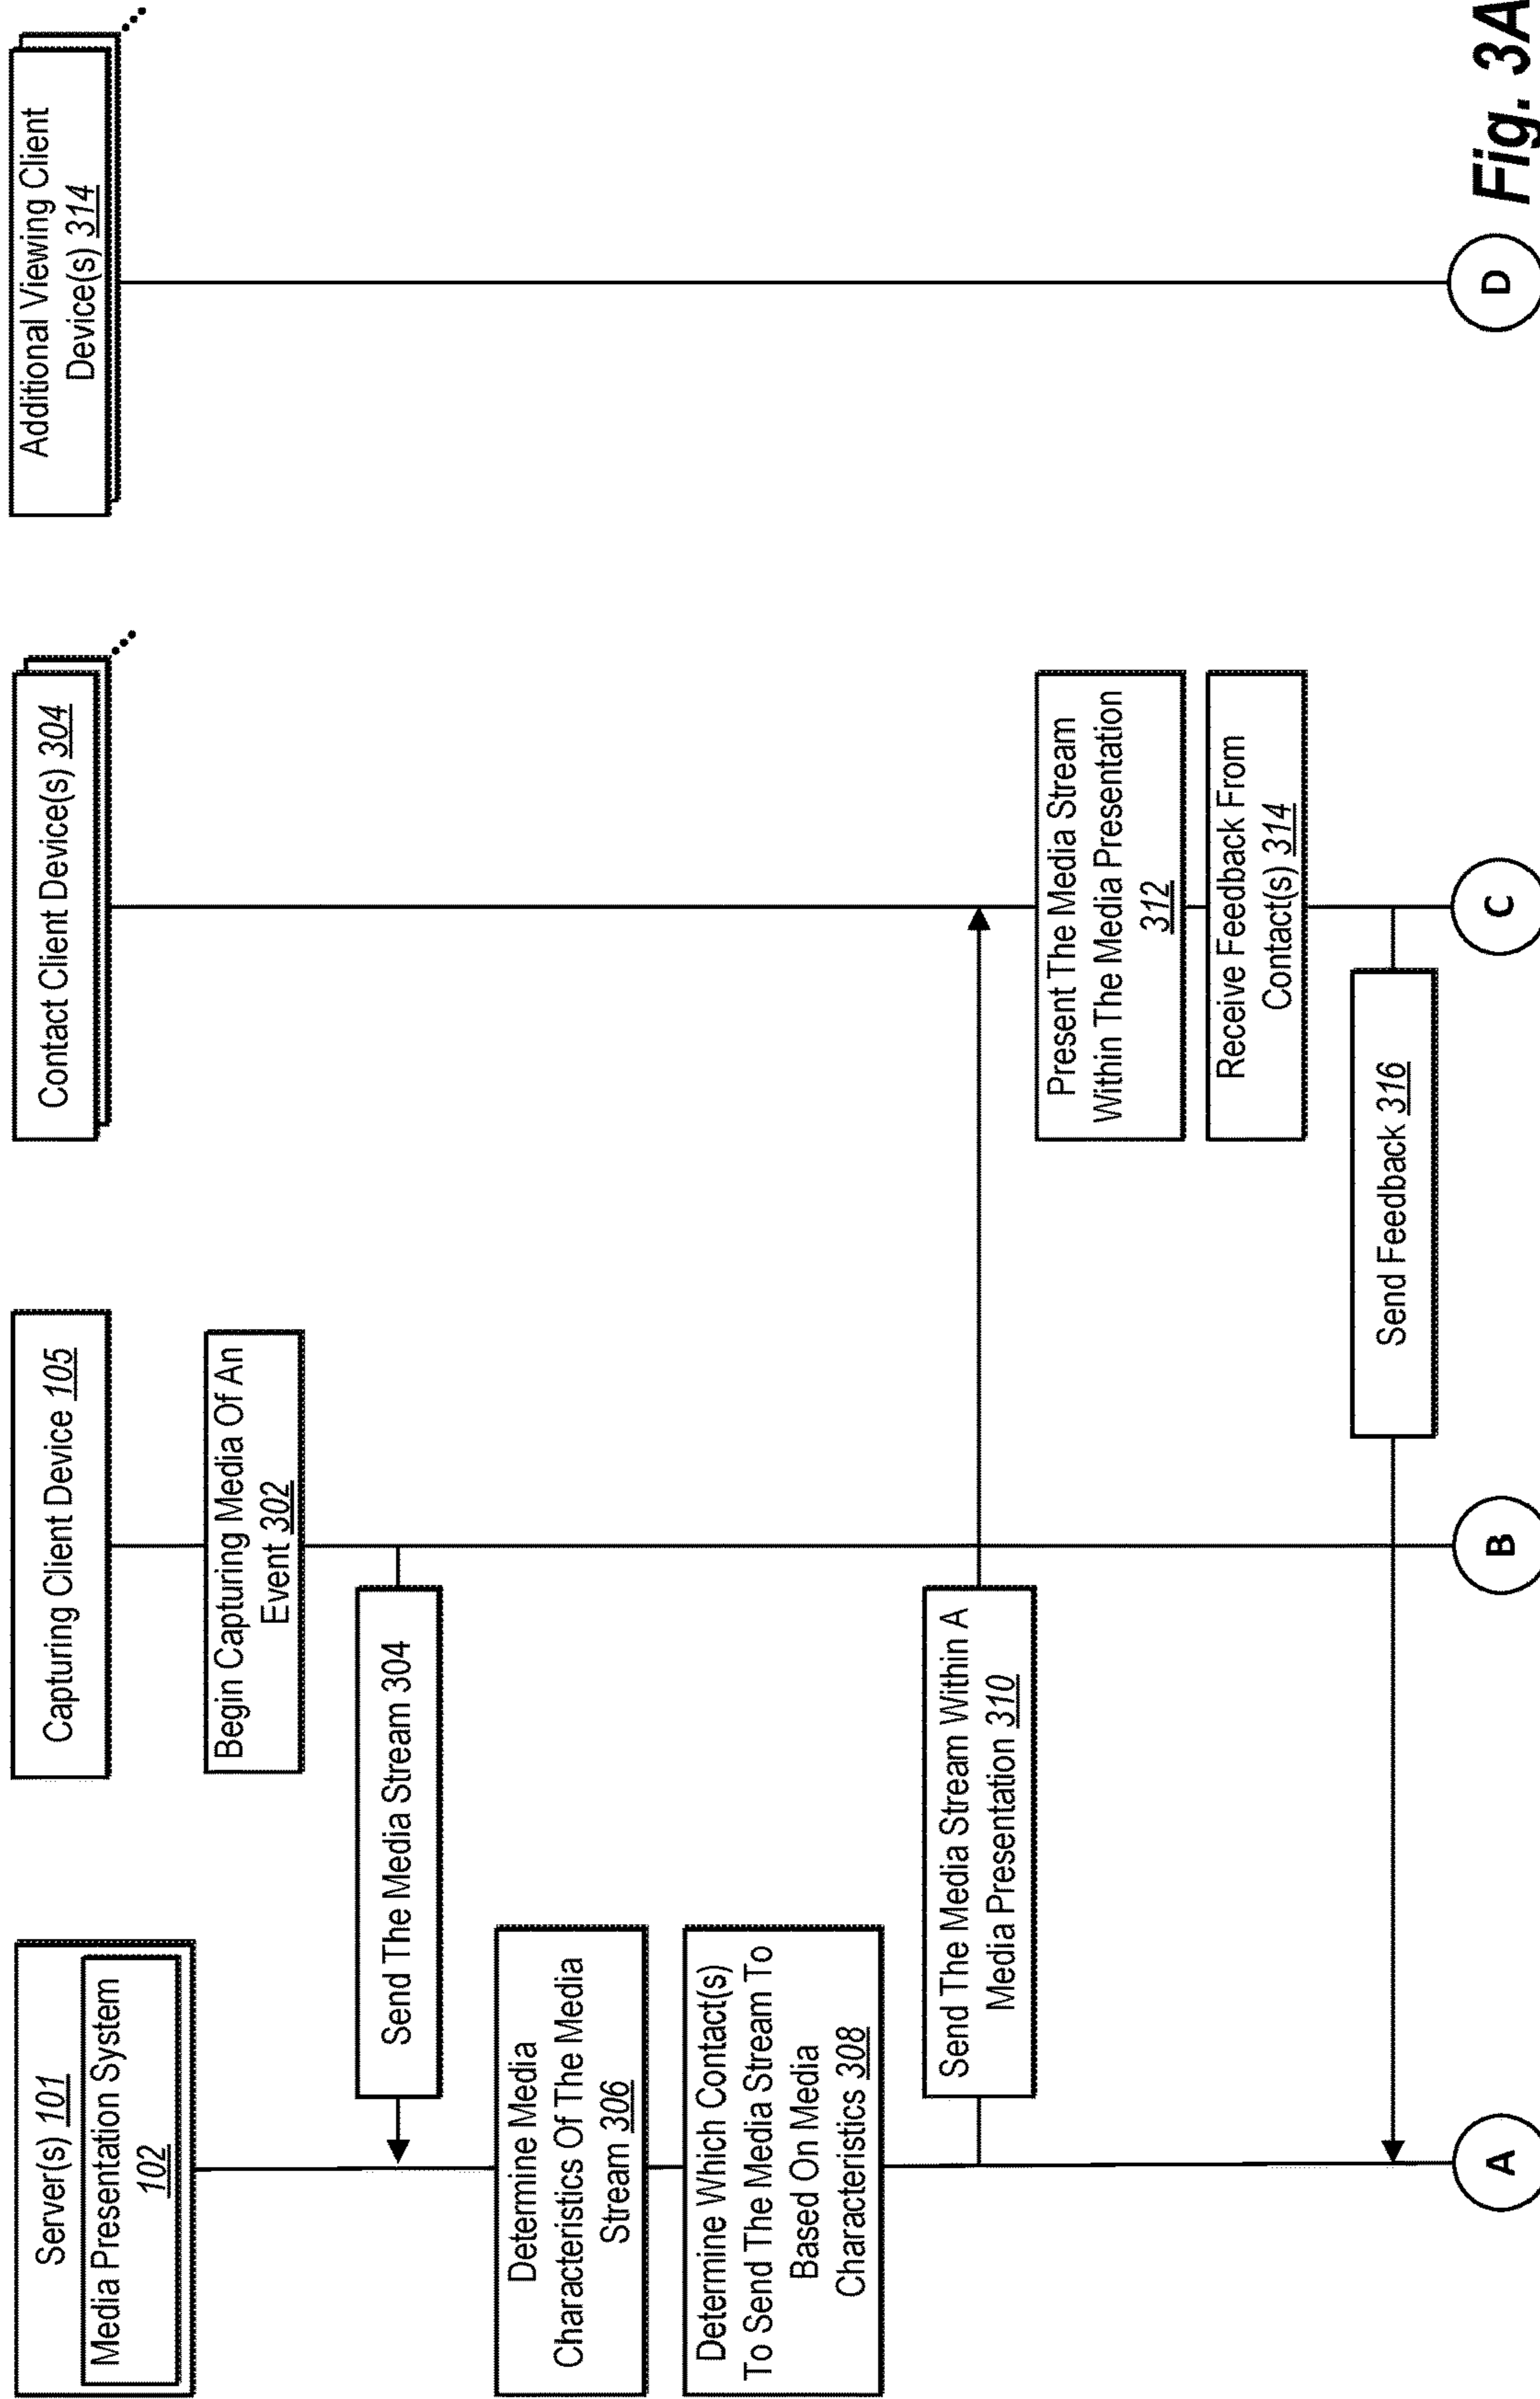 Server(s) 101
Media Presentation System
102
Capturing Client Device 105
Contact Client Device(s) 304
Additional Viewing Client
Device(s) 314
Begin Capturing Media Of An
Event 302
Send The Media Stream 304
Determine Media
Characteristics Of The Media
Stream 306
Determine Which Contact(s)
To Send The Media Stream To
Based On Media
Characteristics 308
Send The Media Stream Within A
Media Presentation 310
Present The Media Stream
Within The Media Presentation
312
Receive Feedback From
Contact(s) 314
Send Feedback 316
A
B
C
D
Fig. 3A